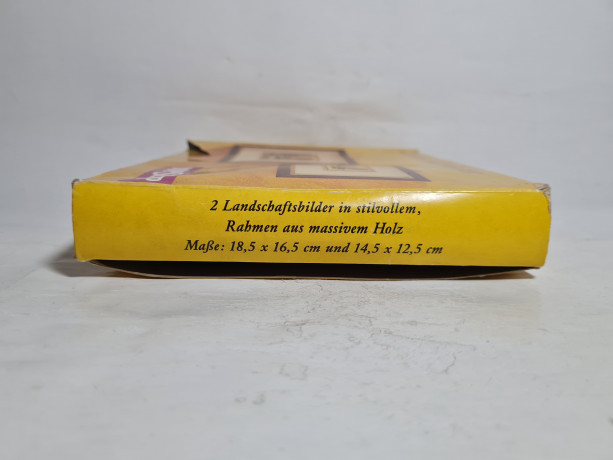 2 Landschaftsbilder in stilvollem,
Rahmen aus massivem Holz
Maße: 18,5 x 16,5 cm und 14,5 x 12,5 cm